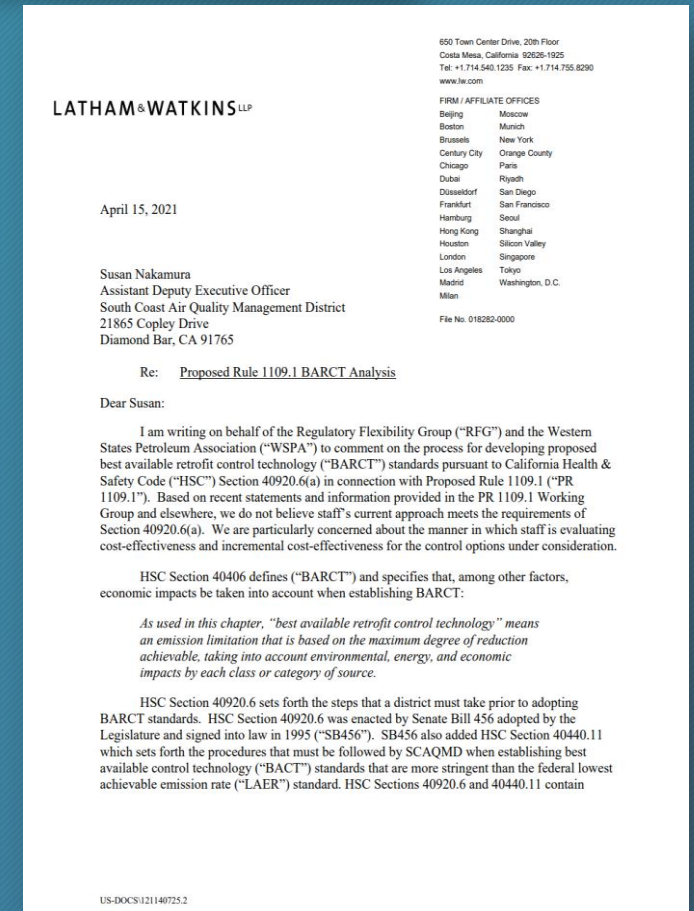 650 Town Center Drive, 20th Floor
Costa Mesa, California 92626-1925
Tel: +1.714.540.1235 Fax: +1.714.755.8290
www.lw.com
LATHAM&WATKINS LLP
FIRM / AFFILIATE OFFICES
Beijing Moscow
Boston Munich
Brussels New York
Century City Orange County
Chicago Paris
Dubai Riyadh
Düsseldorf San Diego
Frankfurt San Francisco
Hamburg Seoul
Hong Kong Shanghai
Houston Silicon Valley
London Singapore
Los Angeles Tokyo
Madrid Washington, D.C.
Milan
File No. 018282-0000
April 15, 2021
Susan Nakamura
Assistant Deputy Executive Officer
South Coast Air Quality Management District
21865 Copley Drive
Diamond Bar, CA 91765
Re: Proposed Rule 1109.1 BARCT Analysis
Dear Susan:
I am writing on behalf of the Regulatory Flexibility Group (“RFG”) and the Western
States Petroleum Association (“WSPA”) to comment on the process for developing proposed
best available retrofit control technology (“BARCT”) standards pursuant to California Health &
Safety Code (“HSC”) Section 40920.6(a) in connection with Proposed Rule 1109.1 (“PR
1109.1”). Based on recent statements and information provided in the PR 1109.1 Working
Group and elsewhere, we do not believe staff’s current approach meets the requirements of
Section 40920.6(a). We are particularly concerned about the manner in which staff is evaluating
cost-effectiveness and incremental cost-effectiveness for the control options under consideration.
HSC Section 40406 defines (“BARCT”) and specifies that, among other factors,
economic impacts be taken into account when establishing BARCT:
As used in this chapter, “best available retrofit control technology” means
an emission limitation that is based on the maximum degree of reduction
achievable, taking into account environmental, energy, and economic
impacts by each class or category of source.
HSC Section 40920.6 sets forth the steps that a district must take prior to adopting
BARCT standards. HSC Section 40920.6 was enacted by Senate Bill 456 adopted by the
Legislature and signed into law in 1995 (“SB456”). SB456 also added HSC Section 40440.11
which sets forth the procedures that must be followed by SCAQMD when establishing best
available control technology (“BACT”) standards that are more stringent than the federal lowest
achievable emission rate (“LAER”) standard. HSC Sections 40920.6 and 40440.11 contain
US-DOCS\121140725.2